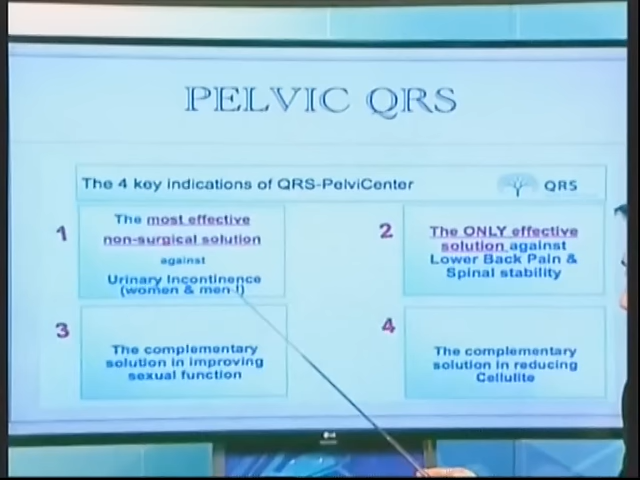 PELVIC QRS
The 4 key indications of QRS-PelviCenter
QRS
1
The most effective
non-surgical solution
against
Urinary Incontinence
(women & men !)
2
The ONLY effective
solution against
Lower Back Pain &
Spinal stability
3
The complementary
solution in improving
sexual function
4
The complementary
solution in reducing
Cellulite
LG